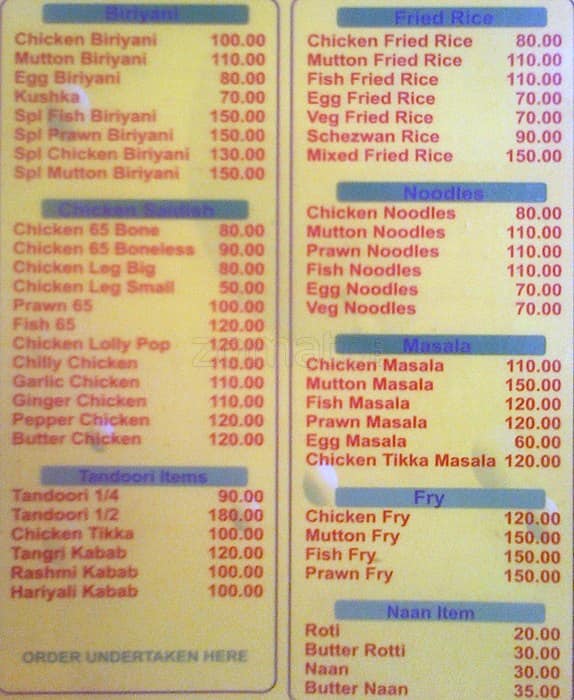 Biriyani
Chicken Biriyani 100.00
Mutton Biriyani 110.00
Egg Biriyani 80.00
Kushka 70.00
Spl Fish Biriyani 150.00
Spl Prawn Biriyani 150.00
Spl Chicken Biriyani 130.00
Spl Mutton Biriyani 150.00
Chicken Saidish
Chicken 65 Bone 80.00
Chicken 65 Boneless 90.00
Chicken Leg Big 80.00
Chicken Leg Small 50.00
Prawn 65 100.00
Fish 65 120.00
Chicken Lolly Pop 120.00
Chilly Chicken 110.00
Garlic Chicken 110.00
Ginger Chicken 110.00
Pepper Chicken 120.00
Butter Chicken 120.00
Tandoori Items
Tandoori 1/4 90.00
Tandoori 1/2 180.00
Chicken Tikka 100.00
Tangri Kabab 120.00
Rashmi Kabab 100.00
Hariyali Kabab 100.00
ORDER UNDERTAKEN HERE
Fried Rice
Chicken Fried Rice 80.00
Mutton Fried Rice 110.00
Fish Fried Rice 110.00
Egg Fried Rice 70.00
Veg Fried Rice 70.00
Schezwan Rice 90.00
Mixed Fried Rice 150.00
Noodles
Chicken Noodles 80.00
Mutton Noodles 110.00
Prawn Noodles 110.00
Fish Noodles 110.00
Egg Noodles 70.00
Veg Noodles 70.00
Masala
Chicken Masala 110.00
Mutton Masala 150.00
Fish Masala 120.00
Prawn Masala 120.00
Egg Masala 60.00
Chicken Tikka Masala 120.00
Fry
Chicken Fry 120.00
Mutton Fry 150.00
Fish Fry 150.00
Prawn Fry 150.00
Naan Item
Roti 20.00
Butter Rotti 30.00
Naan 30.00
Butter Naan 35.00